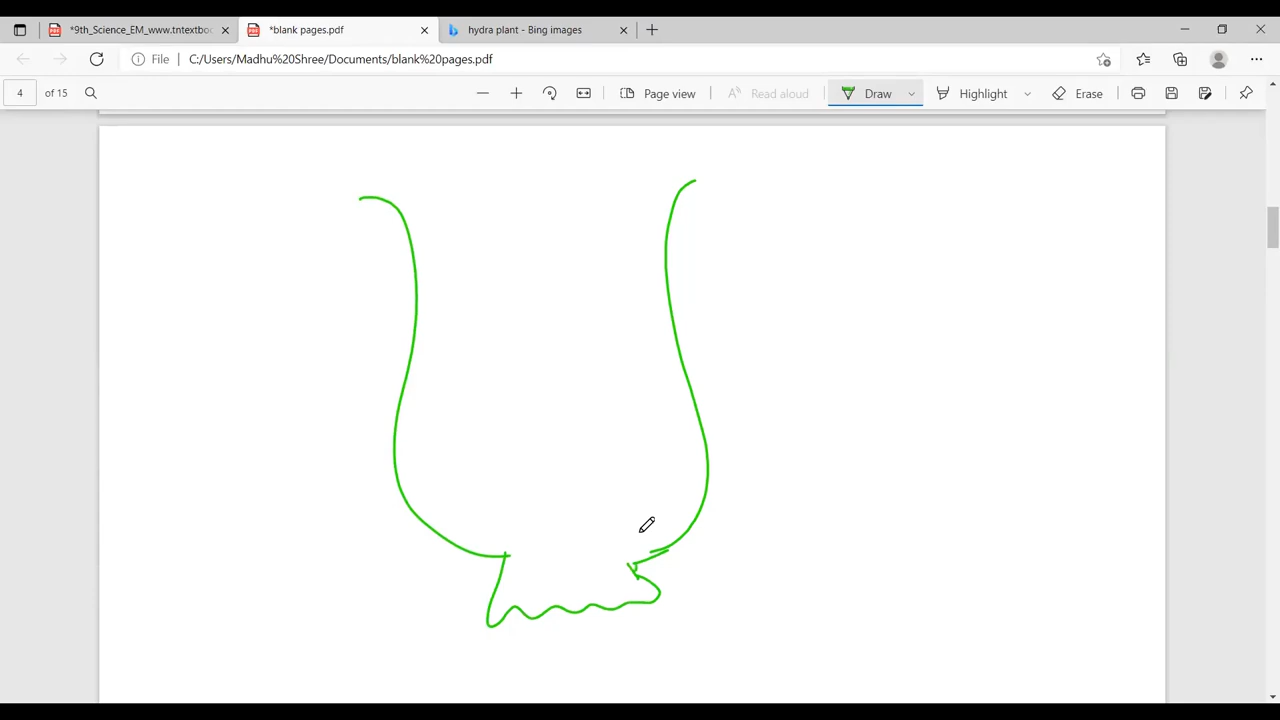 *9th_Science_EM_www.tntextboo
*blank pages.pdf
hydra plant - Bing images
File
C:/Users/Madhu%20Shree/Documents/blank%20pages.pdf
4 of 15
Page view
Read aloud
Draw
Highlight
Erase